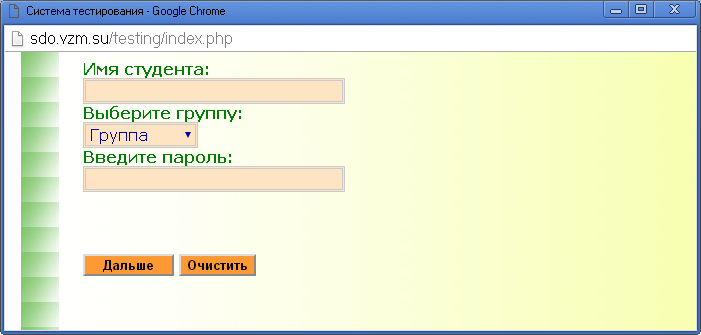 Система тестирования - Google Chrome
sdo.vzm.su/testing/index.php
Имя студента:
Выберите группу:
Группа
Введите пароль:
Дальше Очистить